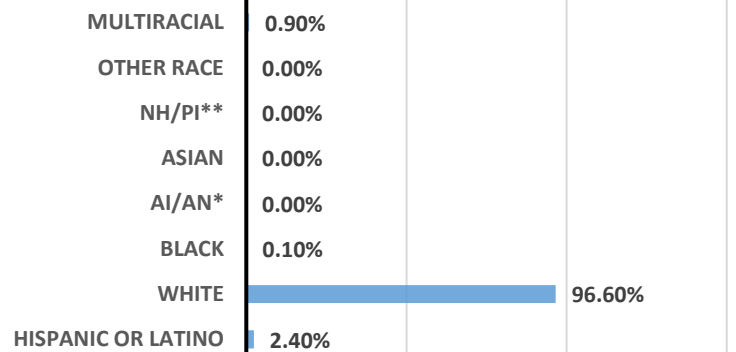 MULTIRACIAL 0.90%
OTHER RACE 0.00%
NH/PI** 0.00%
ASIAN 0.00%
AI/AN* 0.00%
BLACK 0.10%
WHITE 96.60%
HISPANIC OR LATINO 2.40%